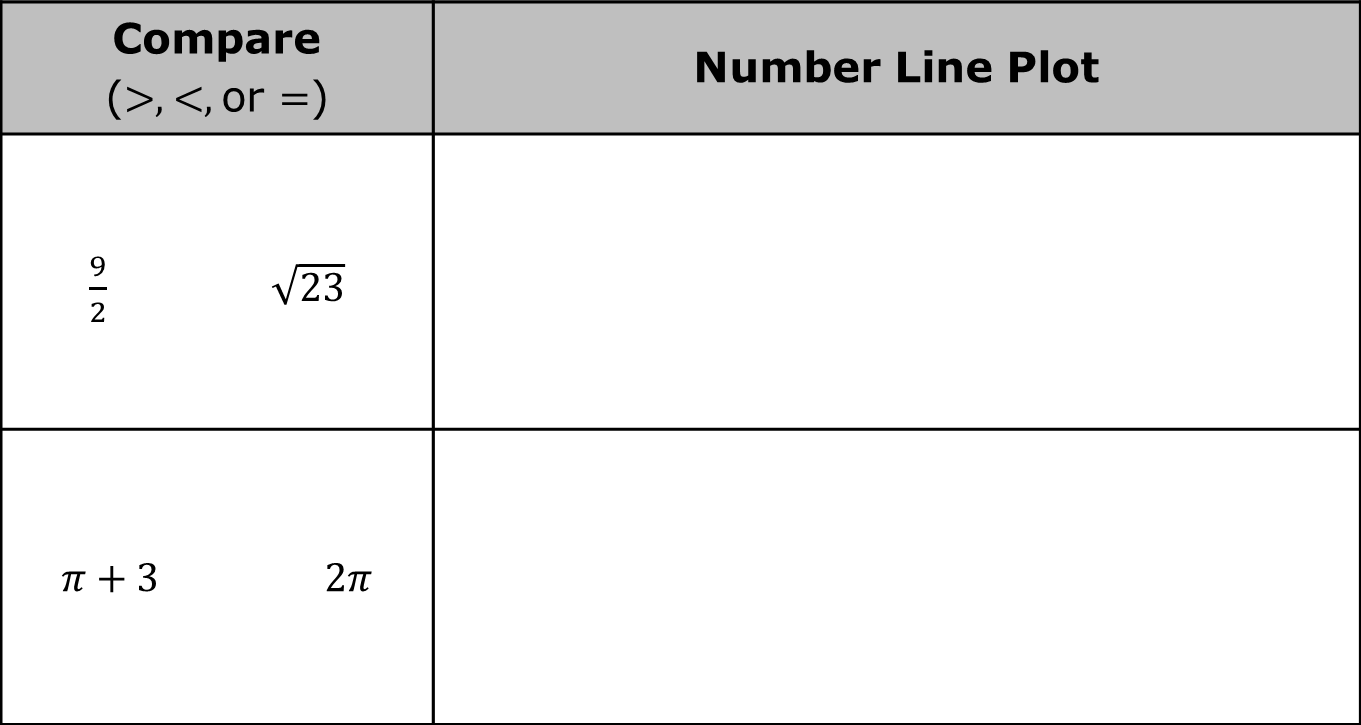 Compare
(>, <, or =)
Number Line Plot
9/2 √23
π + 3 2π